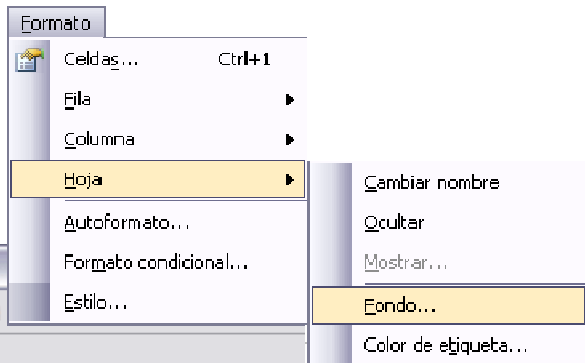 Formato
Celdas... Ctrl+1
Fila
Columna
Hoja
Autoformato...
Formato condicional...
Estilo...
Cambiar nombre
Ocultar
Mostrar...
Fondo...
Color de etiqueta...